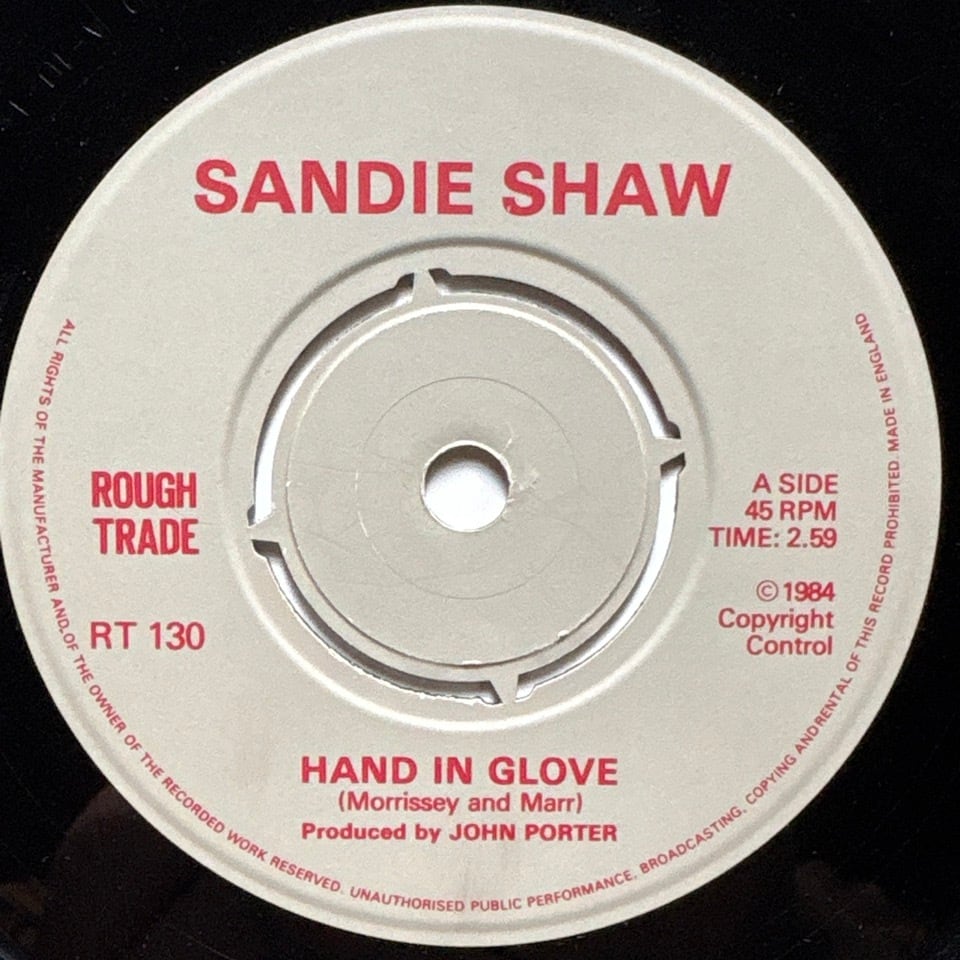 SANDIE SHAW
ROUGH
TRADE
RT 130
A SIDE
45 RPM
TIME: 2.59
©1984
Copyright
Control
HAND IN GLOVE
(Morrissey and Marr)
Produced by JOHN PORTER
ALL RIGHTS OF THE MANUFACTURER AND.OF THE OWNER OF THE RECORDED WORK RESERVED. UNAUTHORISED PUBLIC PERFORMANCE, BROADCASTING, COPYING ANDRENTAL OF THIS RECORD PROHIBITED. MADE IN ENGLAND